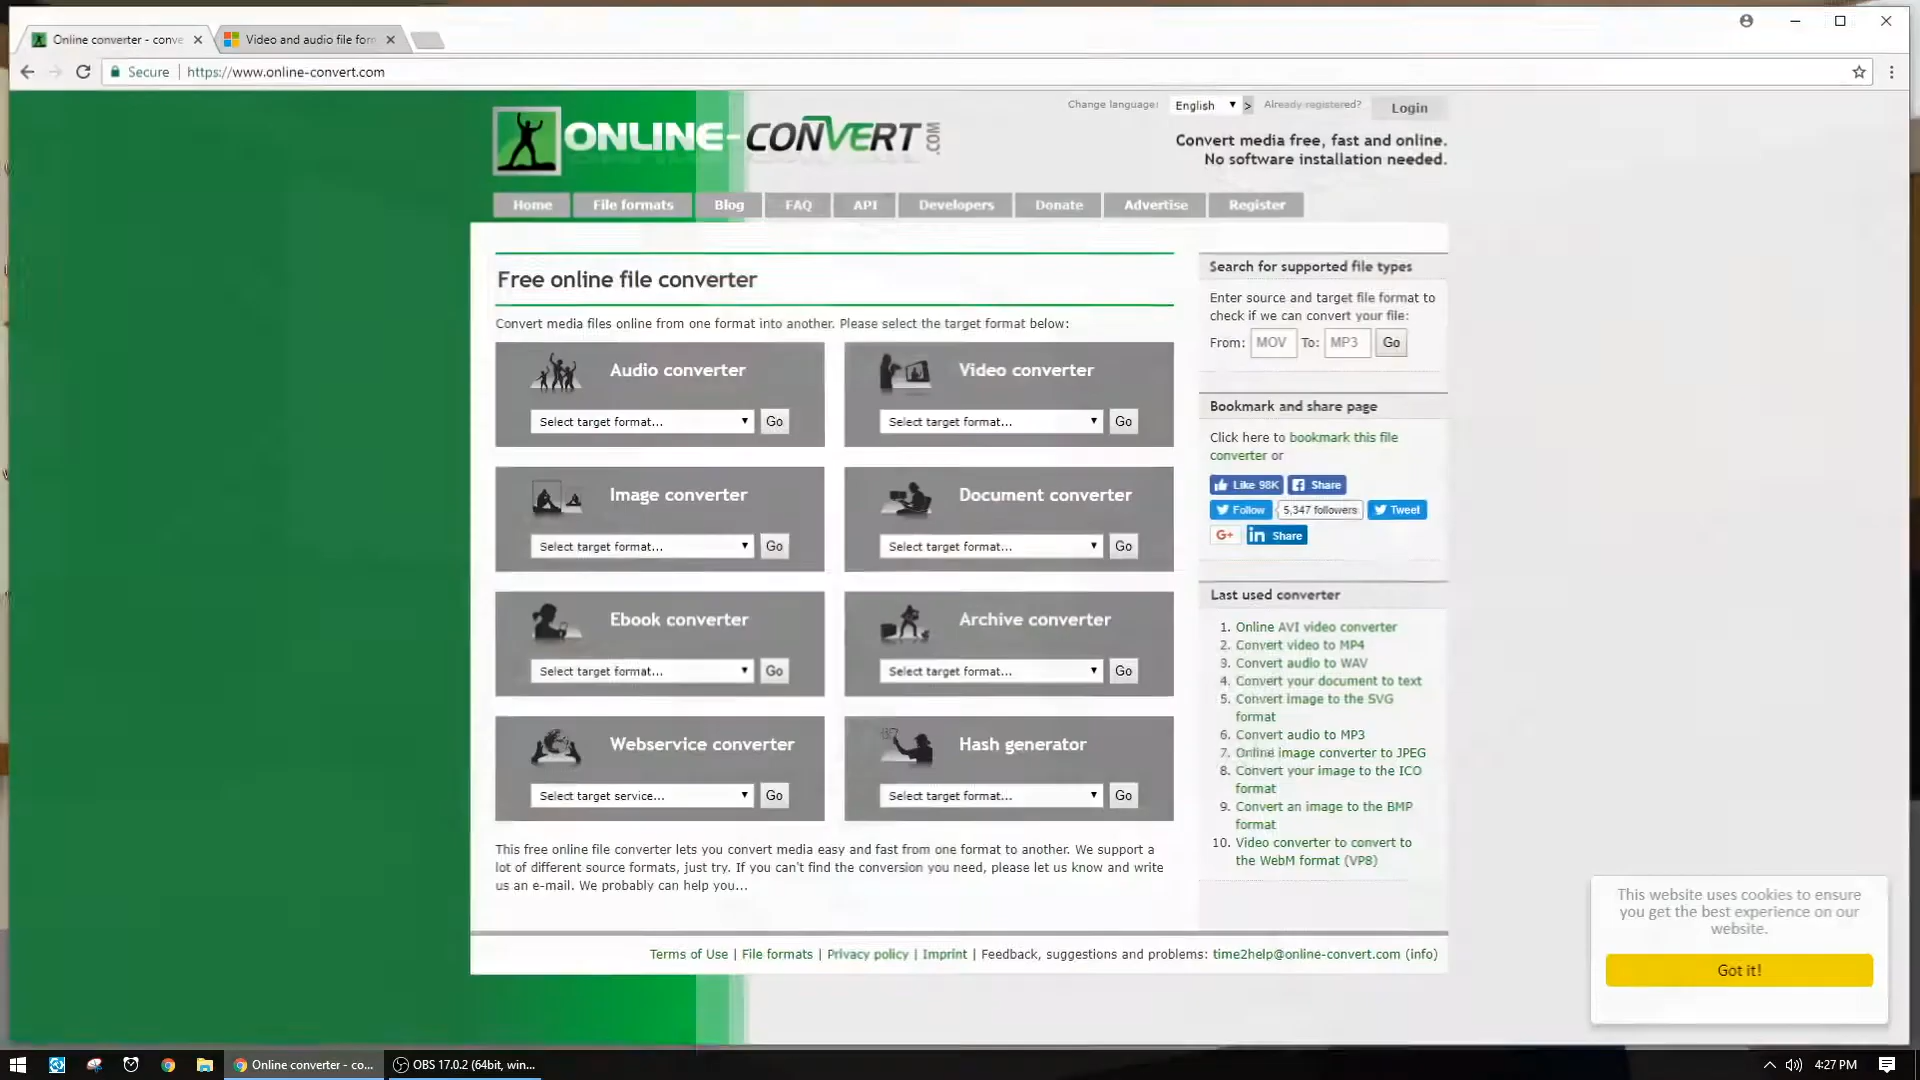 Online converter - conve
Video and audio file forn
Secure
https://www.online-convert.com
ONLINE-CONVERT
.COM
Change language:
English
>
Already registered?
Login
Convert media free, fast and online.
No software installation needed.
Home
File formats
Blog
FAQ
API
Developers
Donate
Advertise
Register
Free online file converter
Convert media files online from one format into another. Please select the target format below:
Audio converter
Select target format...
Go
Video converter
Select target format...
Go
Image converter
Select target format...
Go
Document converter
Select target format...
Go
Ebook converter
Select target format...
Go
Archive converter
Select target format...
Go
Webservice converter
Select target service...
Go
Hash generator
Select target format...
Go
This free online file converter lets you convert media easy and fast from one format to another. We support a
lot of different source formats, just try. If you can't find the conversion you need, please let us know and write
us an e-mail. We probably can help you...
Search for supported file types
Enter source and target file format to
check if we can convert your file:
From: MOV To: MP3 Go
Bookmark and share page
Click here to bookmark this file
converter or
Like 98K Share
Follow 5,347 followers Tweet
G+ in Share
Last used converter
1. Online AVI video converter
2. Convert video to MP4
3. Convert audio to WAV
4. Convert your document to text
5. Convert image to the SVG
format
6. Convert audio to MP3
7. Online image converter to JPEG
8. Convert your image to the ICO
format
9. Convert an image to the BMP
format
10. Video converter to convert to
the WebM format (VP8)
Terms of Use | File formats | Privacy policy | Imprint | Feedback, suggestions and problems: time2help@online-convert.com (info)
This website uses cookies to ensure
you get the best experience on our
website.
Got it!
Online converter - co...
OBS 17.0.2 (64bit, win...
4:27 PM